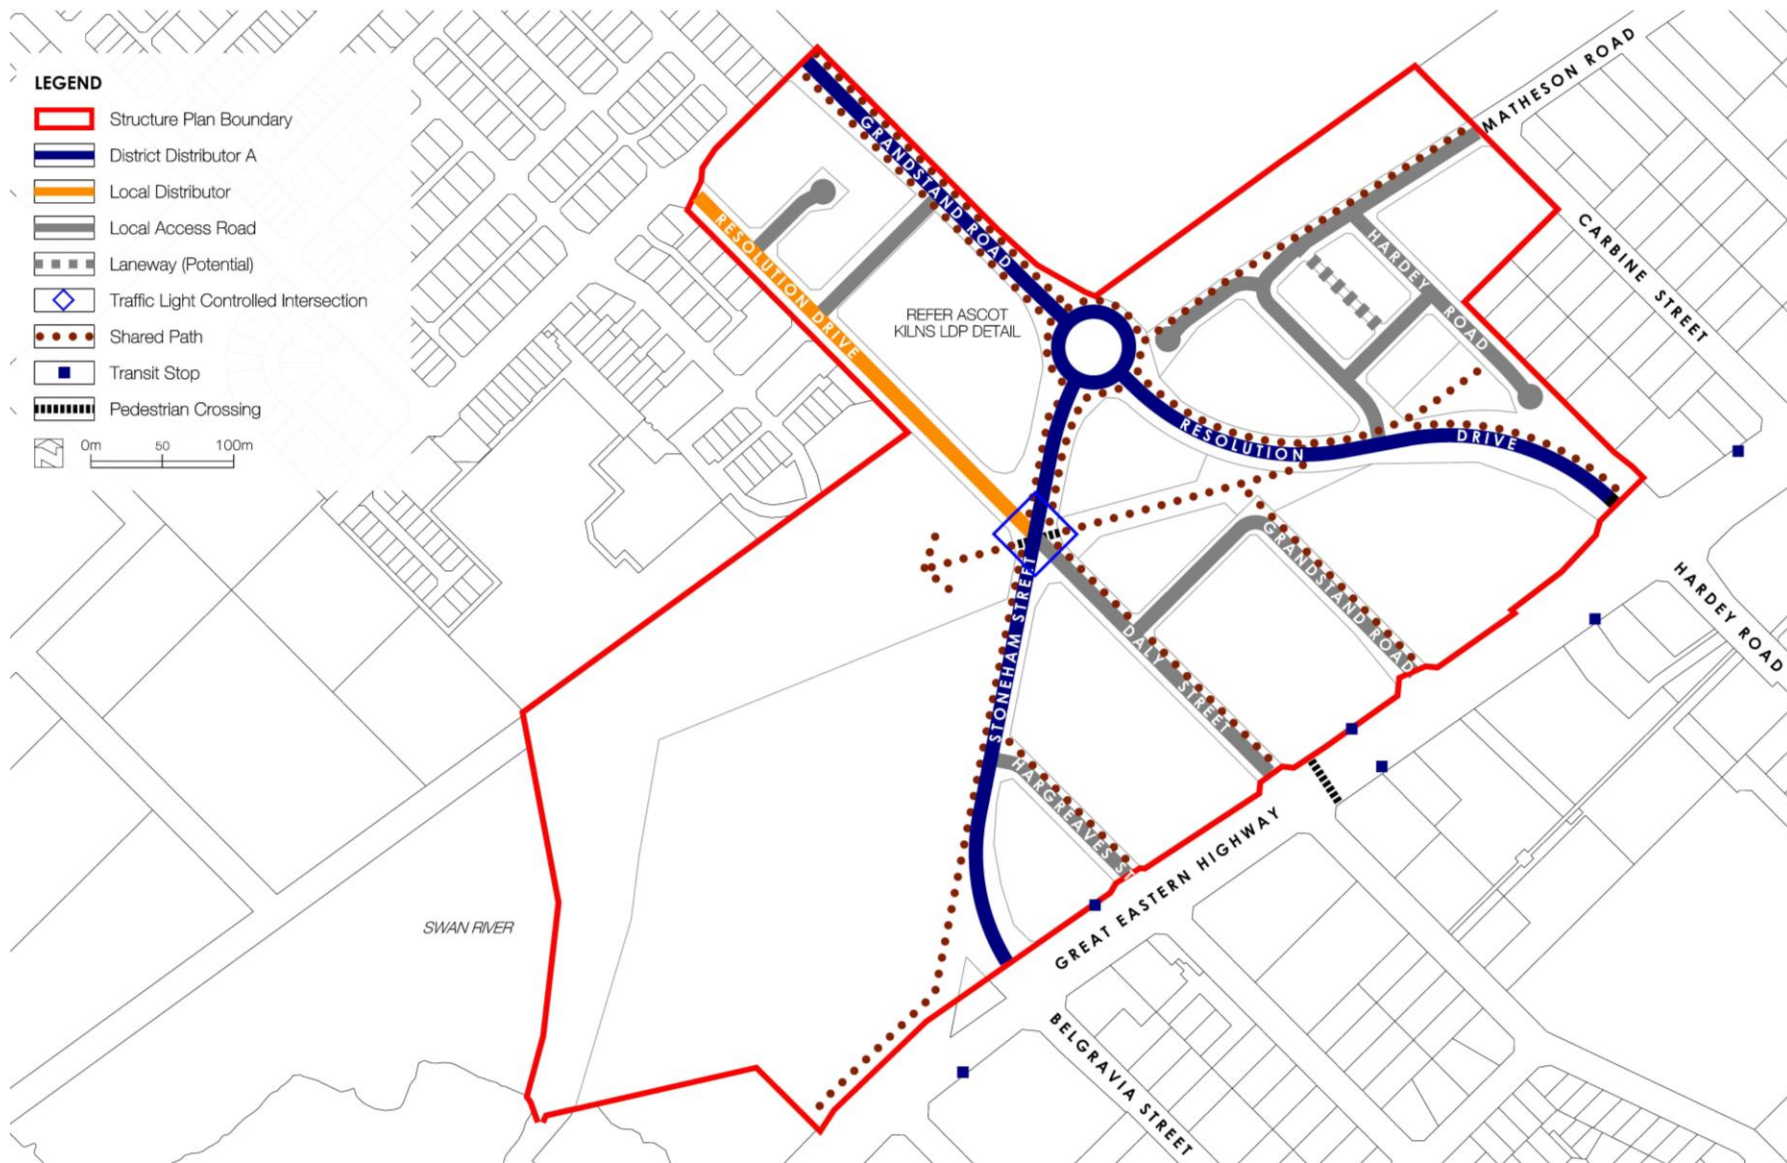 LEGEND
Structure Plan Boundary
District Distributor A
Local Distributor
Local Access Road
Laneway (Potential)
Traffic Light Controlled Intersection
Shared Path
Transit Stop
Pedestrian Crossing
0m 50 100m
GRANDSTAND ROAD
RESOLUTION DRIVE
REFER ASCOT
KILNS LDP DETAIL
MATHESON ROAD
HARDEY ROAD
CARBINE STREET
RESOLUTION DRIVE
GRANDSTAND ROAD
HARDEY ROAD
STONEHAM STREET
DALY STREET
HARGREAVES ST
GREAT EASTERN HIGHWAY
SWAN RIVER
BELGRAVIA STREET